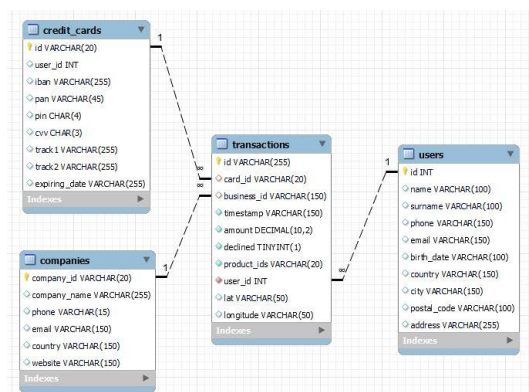 credit_cards
id VARCHAR(20)
user_id INT
iban VARCHAR(255)
pan VARCHAR(45)
pin CHAR(4)
cvv CHAR(3)
track1 VARCHAR(255)
track2 VARCHAR(255)
expiring_date VARCHAR(255)
Indexes
1
∞
∞
1
companies
company_id VARCHAR(20)
company_name VARCHAR(255)
phone VARCHAR(15)
email VARCHAR(150)
country VARCHAR(150)
website VARCHAR(150)
Indexes
transactions
id VARCHAR(255)
card_id VARCHAR(20)
business_id VARCHAR(150)
timestamp VARCHAR(150)
amount DECIMAL(10,2)
declined TINYINT(1)
product_ids VARCHAR(20)
user_id INT
lat VARCHAR(50)
longitude VARCHAR(50)
Indexes
1
∞
users
id INT
name VARCHAR(100)
surname VARCHAR(100)
phone VARCHAR(150)
email VARCHAR(150)
birth_date VARCHAR(100)
country VARCHAR(150)
city VARCHAR(150)
postal_code VARCHAR(100)
address VARCHAR(255)
Indexes